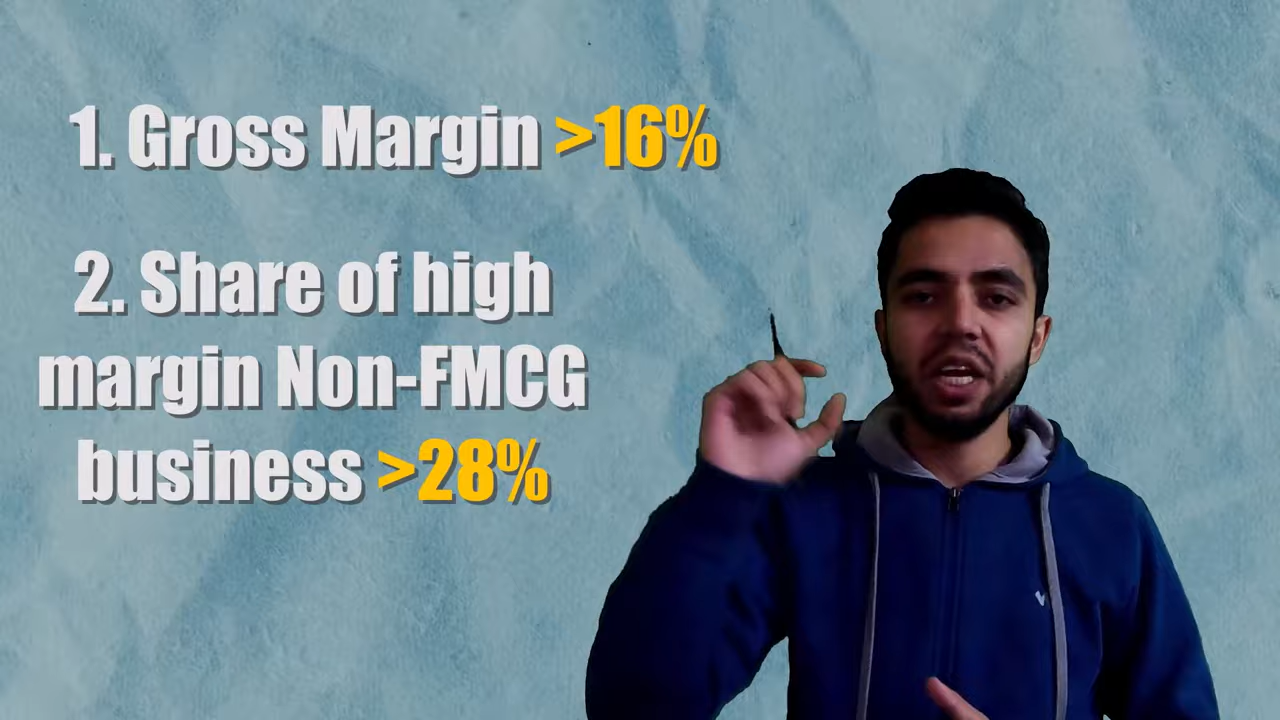 1. Gross Margin >16%
2. Share of high
margin Non-FMCG
business >28%